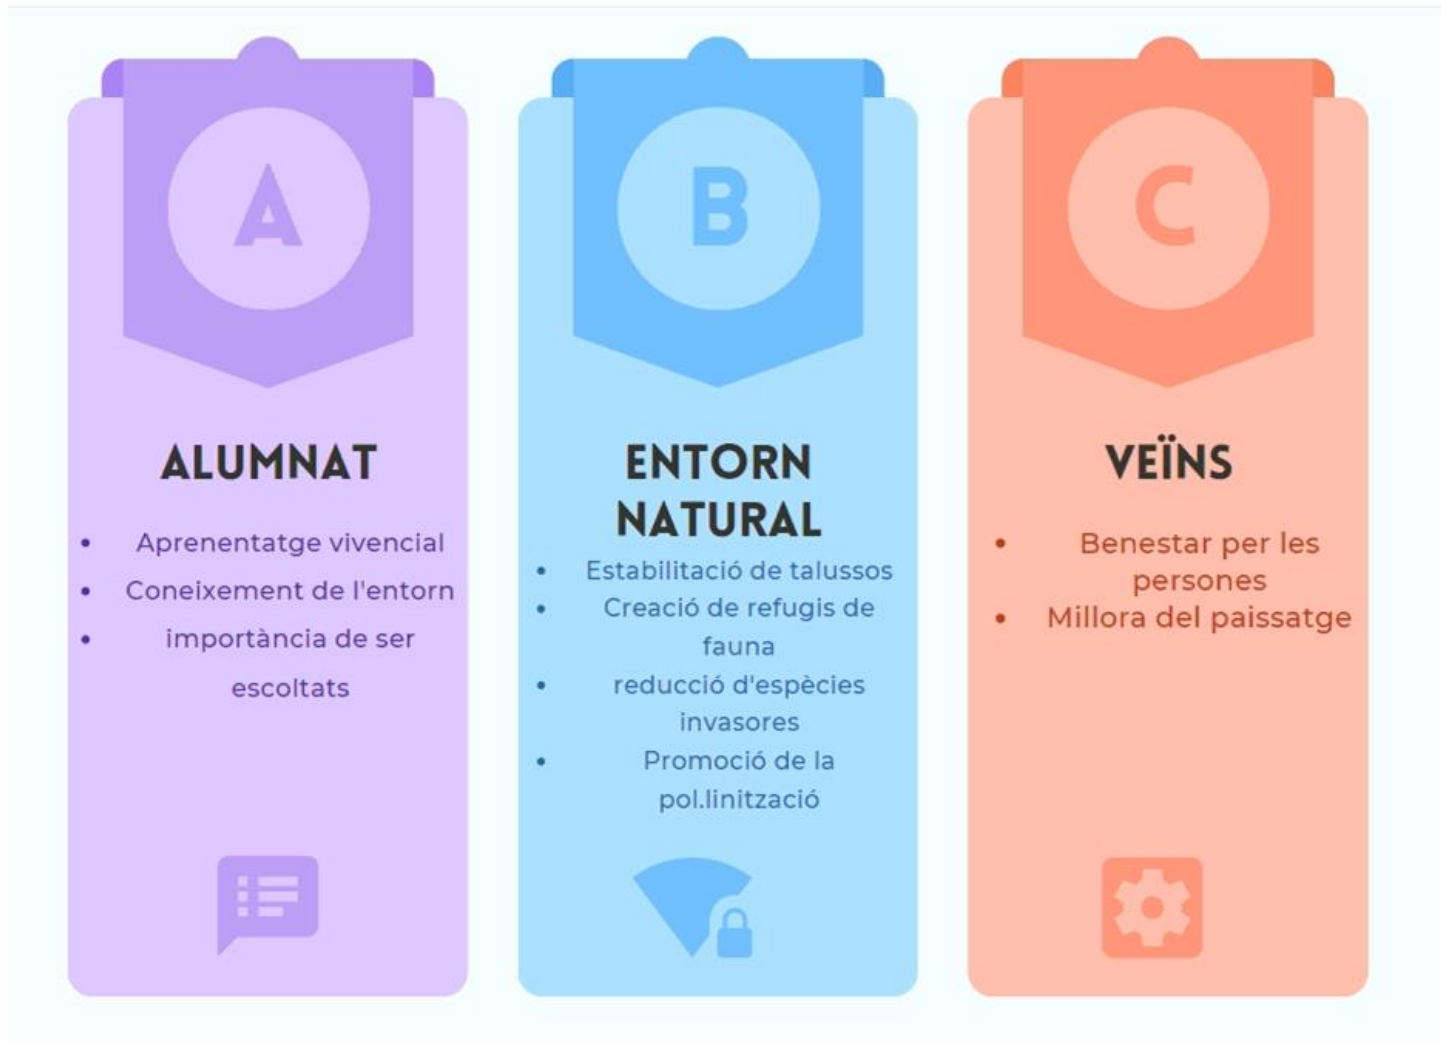 A
ALUMNAT
• Aprenentatge vivencial
• Coneixement de l'entorn
• importància de ser
escoltats
B
ENTORN
NATURAL
• Estabilitació de talussos
• Creació de refugis de
fauna
• reducció d'espècies
invasores
• Promoció de la
pol.linització
C
VEÏNS
• Benestar per les
persones
• Millora del paissatge